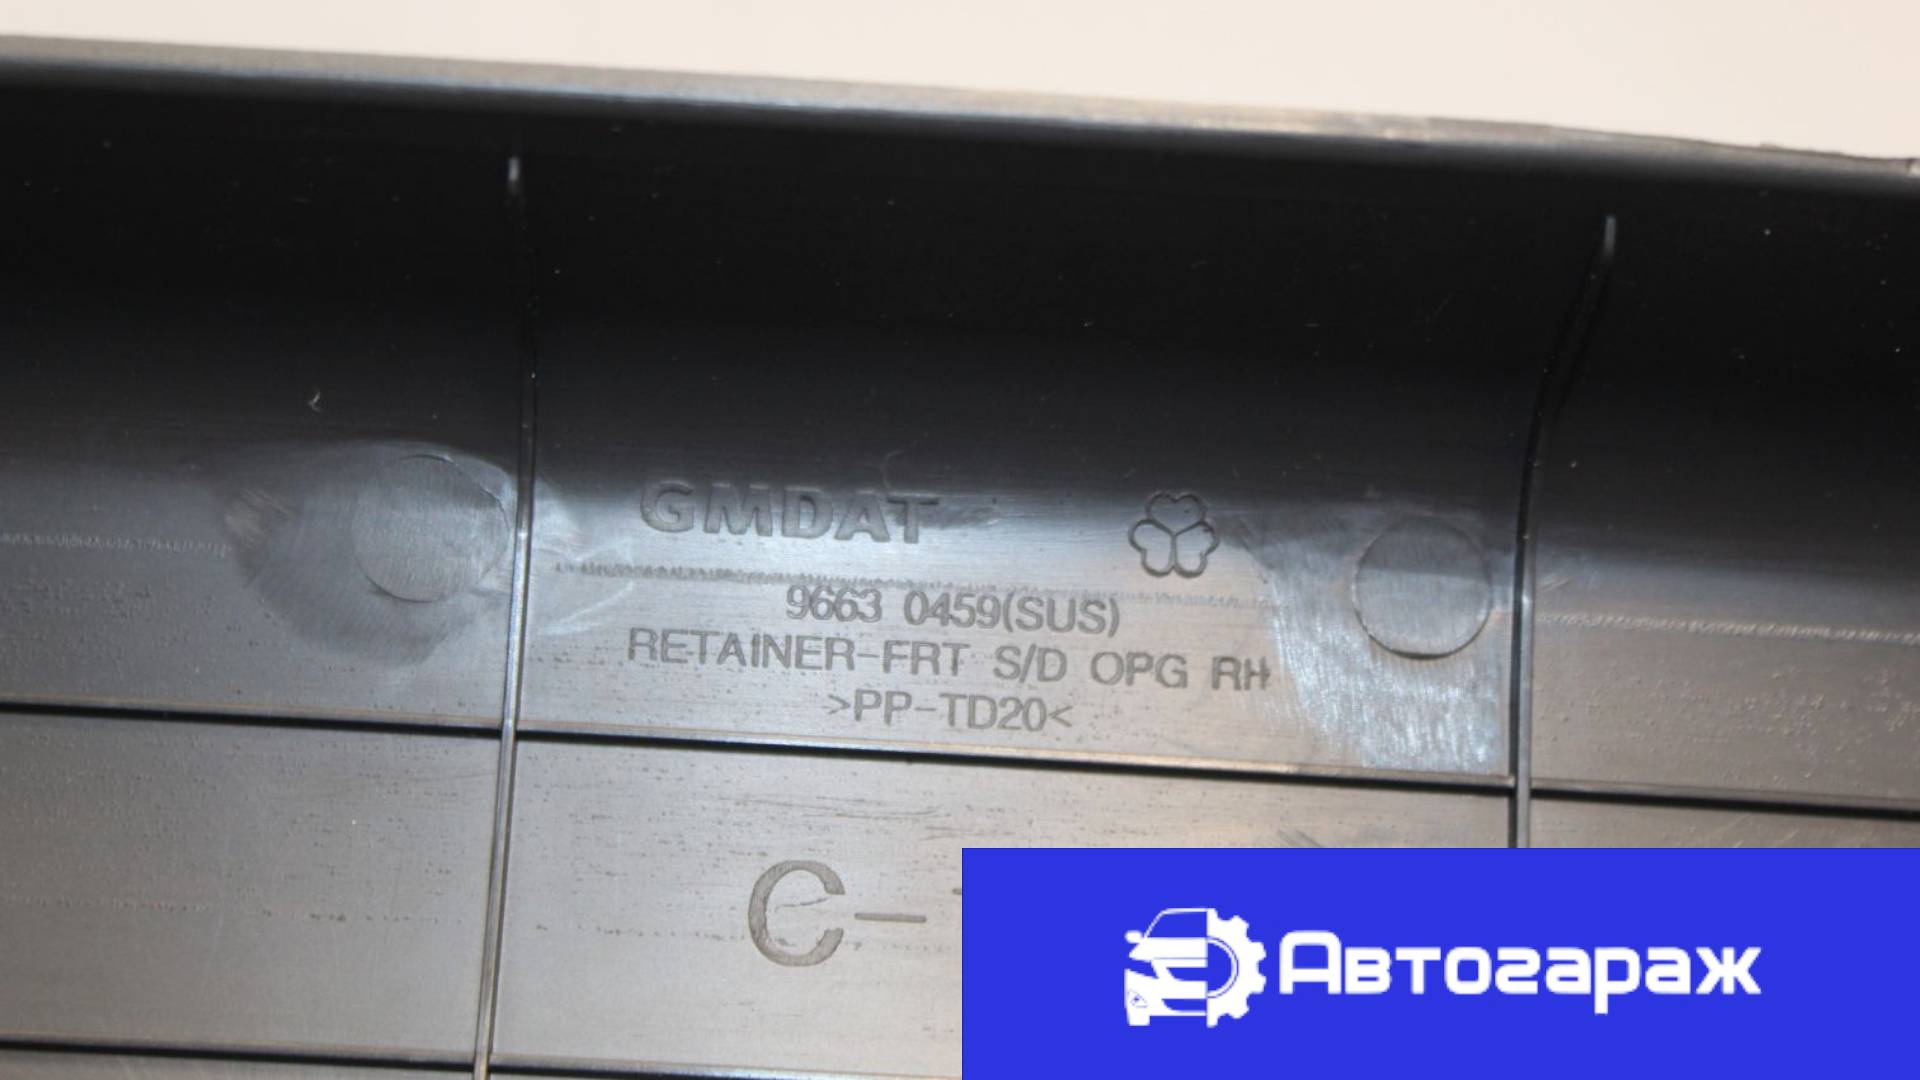 GMDAT
9663 0459(SUS)
RETAINER-FRT S/D OPG RH
>PP-TD20<
C-
Автогараж